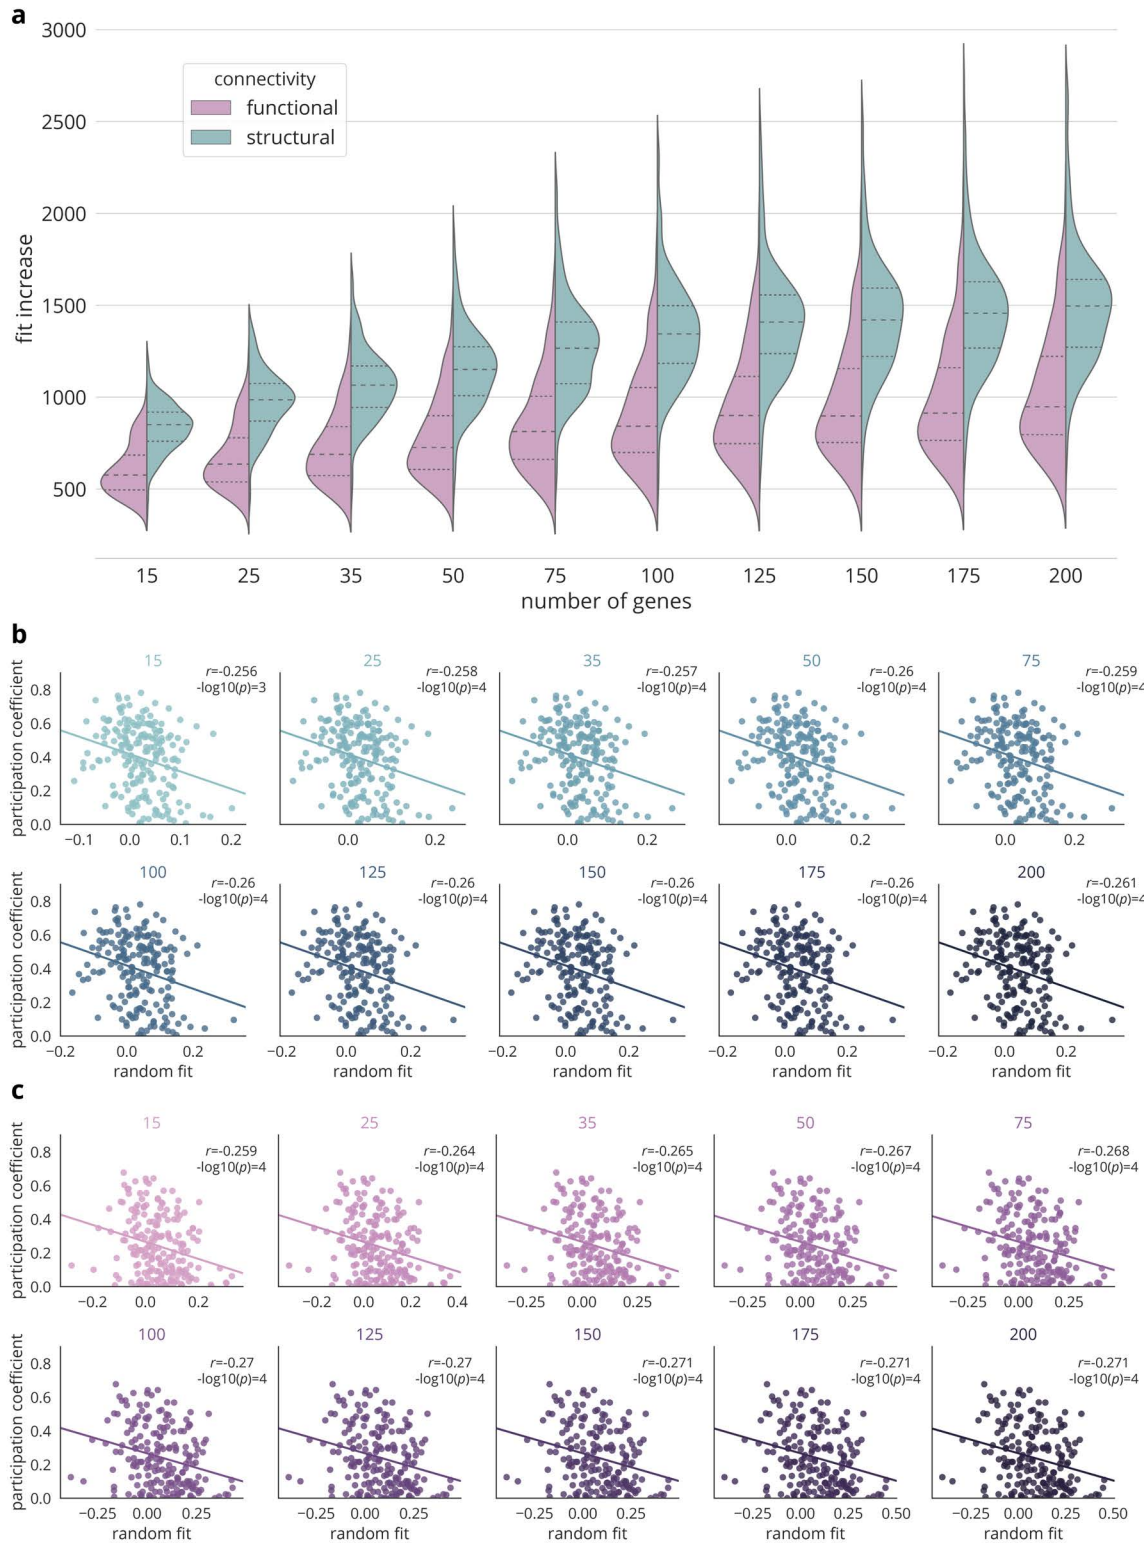 a
3000
2500
2000
1500
1000
500
fit increase
connectivity
functional
structural
15 25 35 50 75 100 125 150 175 200
number of genes
b
15 25 35 50 75
r=-0.256 r=-0.258 r=-0.257 r=-0.26 r=-0.259
-log10(p)=3 -log10(p)=4 -log10(p)=4 -log10(p)=4 -log10(p)=4
participation coefficient
0.8
0.6
0.4
0.2
0.0
−0.1 0.0 0.1 0.2 0.0 0.2 0.0 0.2 0.0 0.2 0.0 0.2
100 125 150 175 200
r=-0.26 r=-0.26 r=-0.26 r=-0.26 r=-0.261
-log10(p)=4 -log10(p)=4 -log10(p)=4 -log10(p)=4 -log10(p)=4
participation coefficient
0.8
0.6
0.4
0.2
0.0
−0.2 0.0 0.2 −0.2 0.0 0.2 −0.2 0.0 0.2 −0.2 0.0 0.2 −0.2 0.0 0.2
random fit random fit random fit random fit random fit
c
15 25 35 50 75
r=-0.259 r=-0.264 r=-0.265 r=-0.267 r=-0.268
-log10(p)=4 -log10(p)=4 -log10(p)=4 -log10(p)=4 -log10(p)=4
participation coefficient
0.8
0.6
0.4
0.2
0.0
−0.2 0.0 0.2 −0.2 0.0 0.2 0.4 −0.25 0.00 0.25 −0.25 0.00 0.25 −0.25 0.00 0.25
100 125 150 175 200
r=-0.27 r=-0.27 r=-0.271 r=-0.271 r=-0.271
-log10(p)=4 -log10(p)=4 -log10(p)=4 -log10(p)=4 -log10(p)=4
participation coefficient
0.8
0.6
0.4
0.2
0.0
−0.25 0.00 0.25 −0.25 0.00 0.25 −0.25 0.00 0.25 −0.25 0.00 0.25 0.50 −0.25 0.00 0.25 0.50
random fit random fit random fit random fit random fit